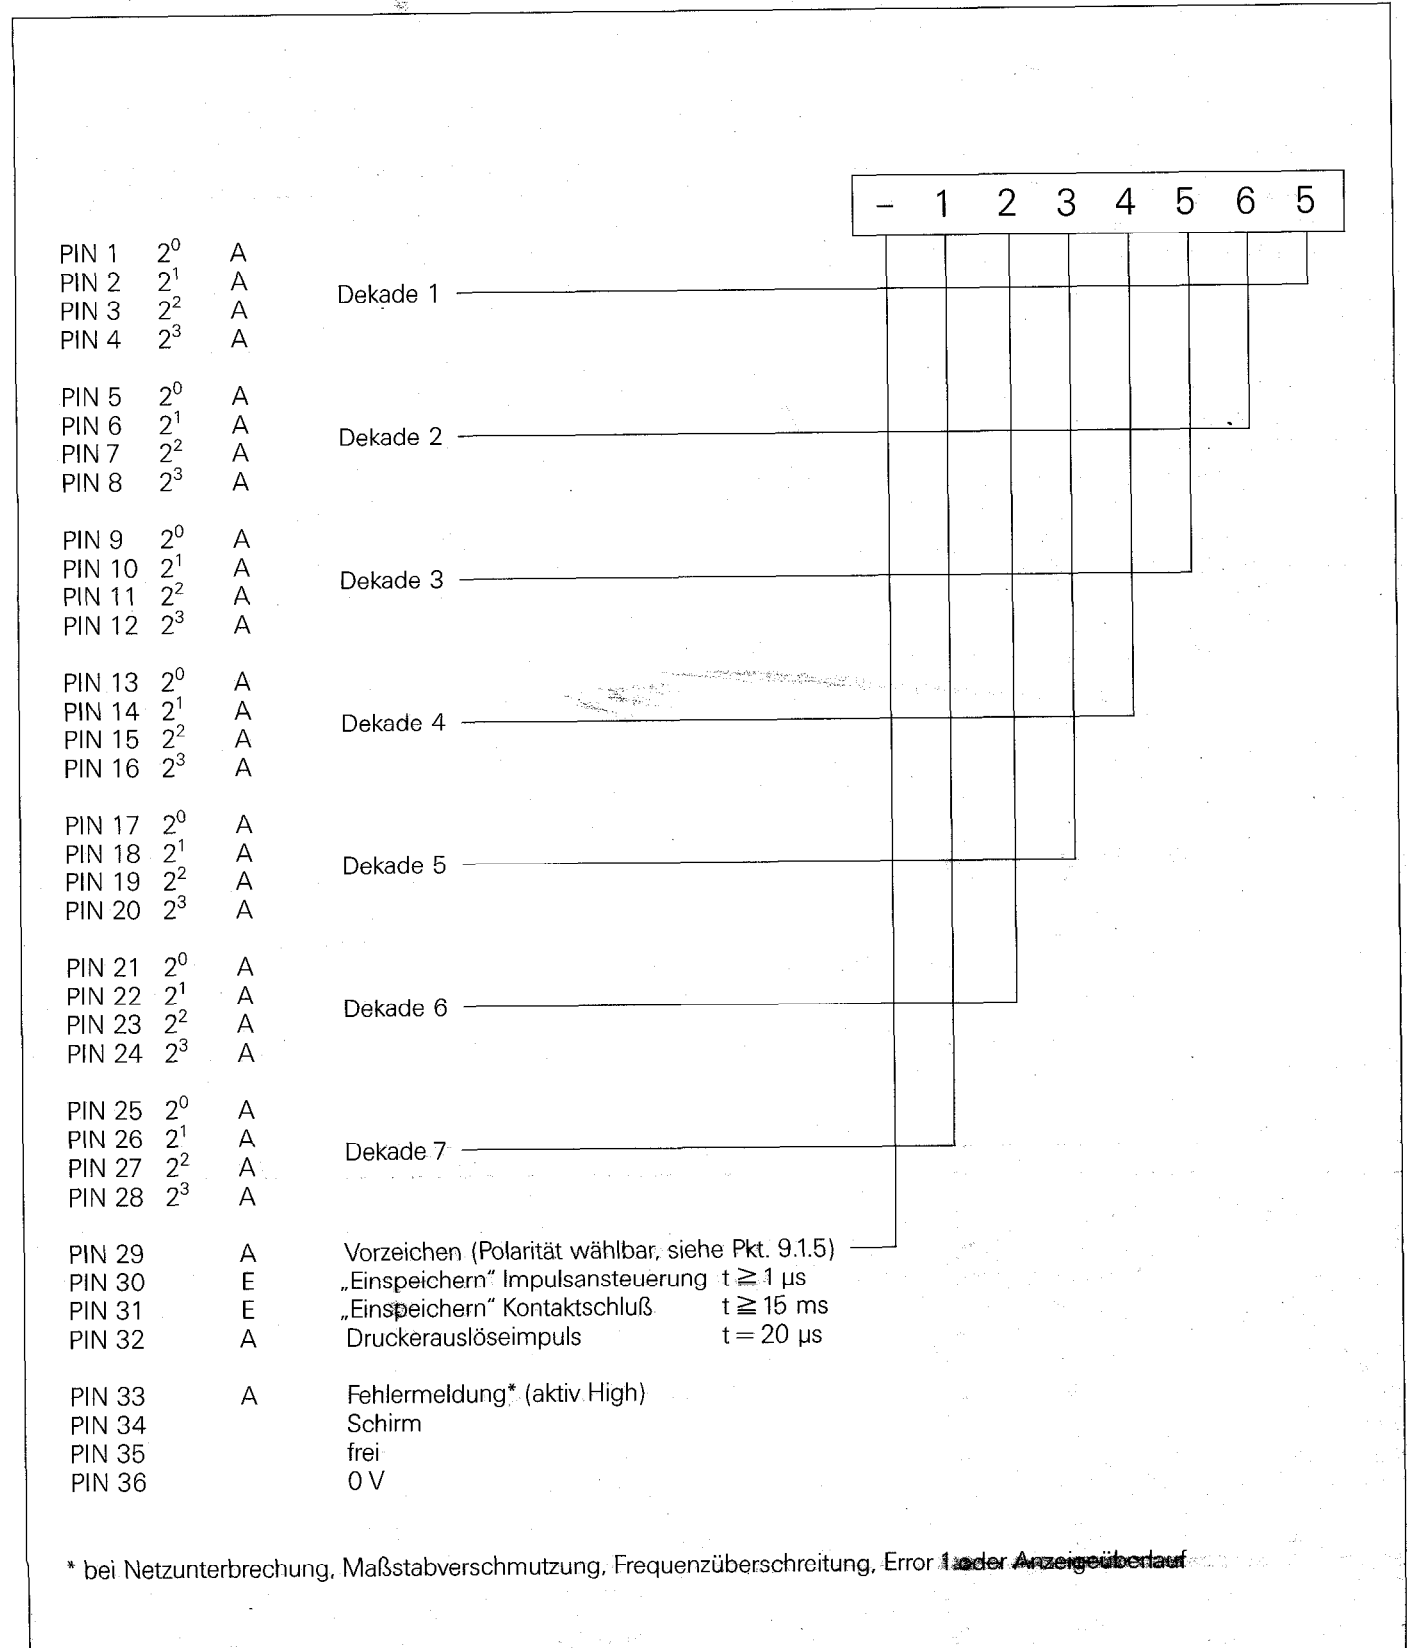 – 1 2 3 4 5 6 5
PIN 1 2⁰ A
PIN 2 2¹ A
Dekade 1
PIN 3 2² A
PIN 4 2³ A
PIN 5 2⁰ A
PIN 6 2¹ A
Dekade 2
PIN 7 2² A
PIN 8 2³ A
PIN 9 2⁰ A
PIN 10 2¹ A
Dekade 3
PIN 11 2² A
PIN 12 2³ A
PIN 13 2⁰ A
PIN 14 2¹ A
Dekade 4
PIN 15 2² A
PIN 16 2³ A
PIN 17 2⁰ A
PIN 18 2¹ A
Dekade 5
PIN 19 2² A
PIN 20 2³ A
PIN 21 2⁰ A
PIN 22 2¹ A
Dekade 6
PIN 23 2² A
PIN 24 2³ A
PIN 25 2⁰ A
PIN 26 2¹ A
Dekade 7
PIN 27 2² A
PIN 28 2³ A
PIN 29 A Vorzeichen (Polarität wählbar, siehe Pkt. 9.1.5)
PIN 30 E „Einspeichern“ Impulsansteuerung t ≧ 1 µs
PIN 31 E „Einspeichern“ Kontaktschluß t ≧ 15 ms
PIN 32 A Druckerauslöseimpuls t = 20 µs
PIN 33 A Fehlermeldung* (aktiv High)
PIN 34 Schirm
PIN 35 frei
PIN 36 0 V
* bei Netzunterbrechung, Maßstabverschmutzung, Frequenzüberschreitung, Error 1 oder Anzeigeüberlauf